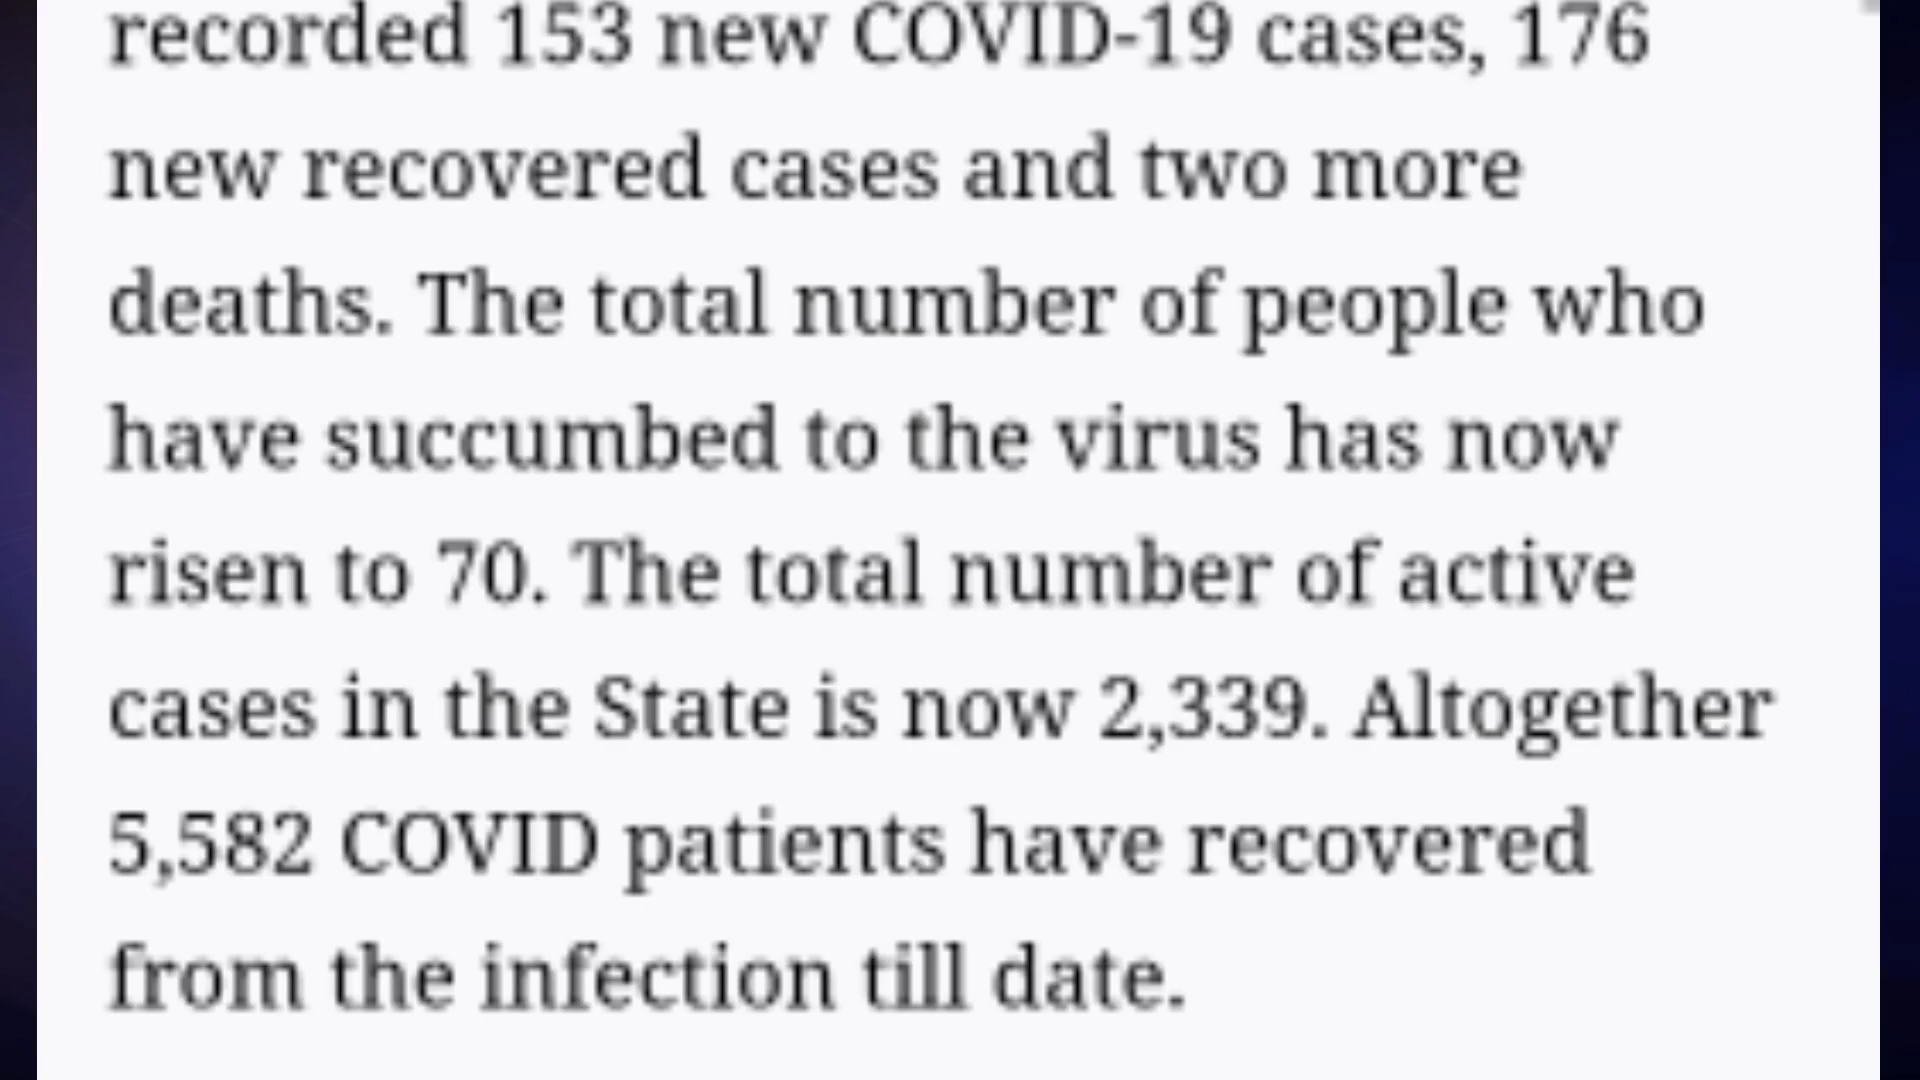 recorded 153 new COVID-19 cases, 176
new recovered cases and two more
deaths. The total number of people who
have succumbed to the virus has now
risen to 70. The total number of active
cases in the State is now 2,339. Altogether
5,582 COVID patients have recovered
from the infection till date.